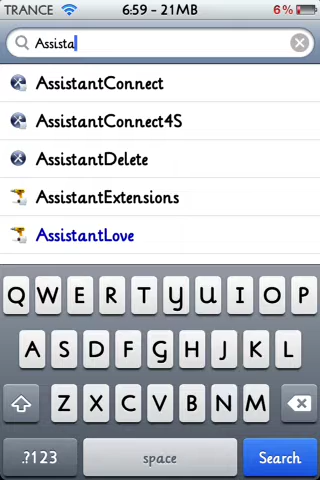 TRANCE 6:59 - 21MB 6%
Assista
AssistantConnect
AssistantConnect4S
AssistantDelete
AssistantExtensions
AssistantLove
Q W E R T Y U I O P
A S D F G H J K L
Z X C V B N M
.?123 space Search